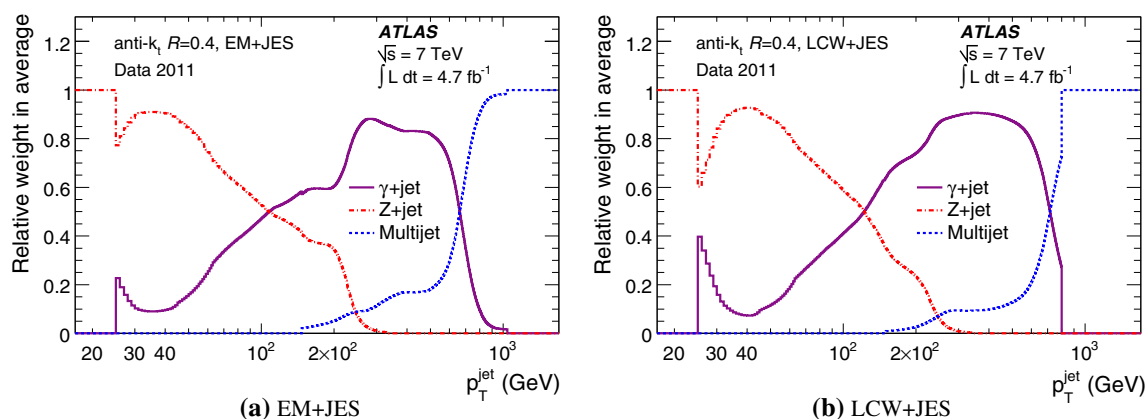 Relative weight in average
1.2
1
0.8
0.6
0.4
0.2
0
anti-kₜ R=0.4, EM+JES
Data 2011
ATLAS
√s = 7 TeV
∫ L dt = 4.7 fb⁻¹
γ+jet
Z+jet
Multijet
20 30 40 10² 2×10² 10³
p_T^jet (GeV)
(a) EM+JES
Relative weight in average
1.2
1
0.8
0.6
0.4
0.2
0
anti-kₜ R=0.4, LCW+JES
Data 2011
ATLAS
√s = 7 TeV
∫ L dt = 4.7 fb⁻¹
γ+jet
Z+jet
Multijet
20 30 40 10² 2×10² 10³
p_T^jet (GeV)
(b) LCW+JES